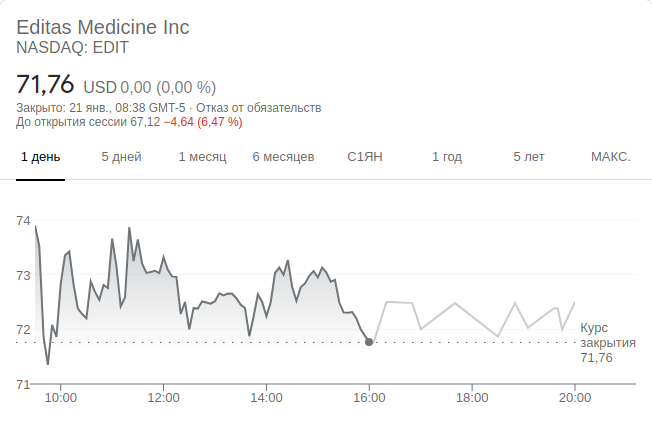 Editas Medicine Inc
NASDAQ: EDIT
71,76 USD 0,00 (0,00 %)
Закрыто: 21 янв., 08:38 GMT-5 · Отказ от обязательств
До открытия сессии 67,12 −4,64 (6,47 %)
1 день 5 дней 1 месяц 6 месяцев С1ЯН 1 год 5 лет МАКС.
74
73
72
Курс
закрытия
71,76
71
10:00 12:00 14:00 16:00 18:00 20:00